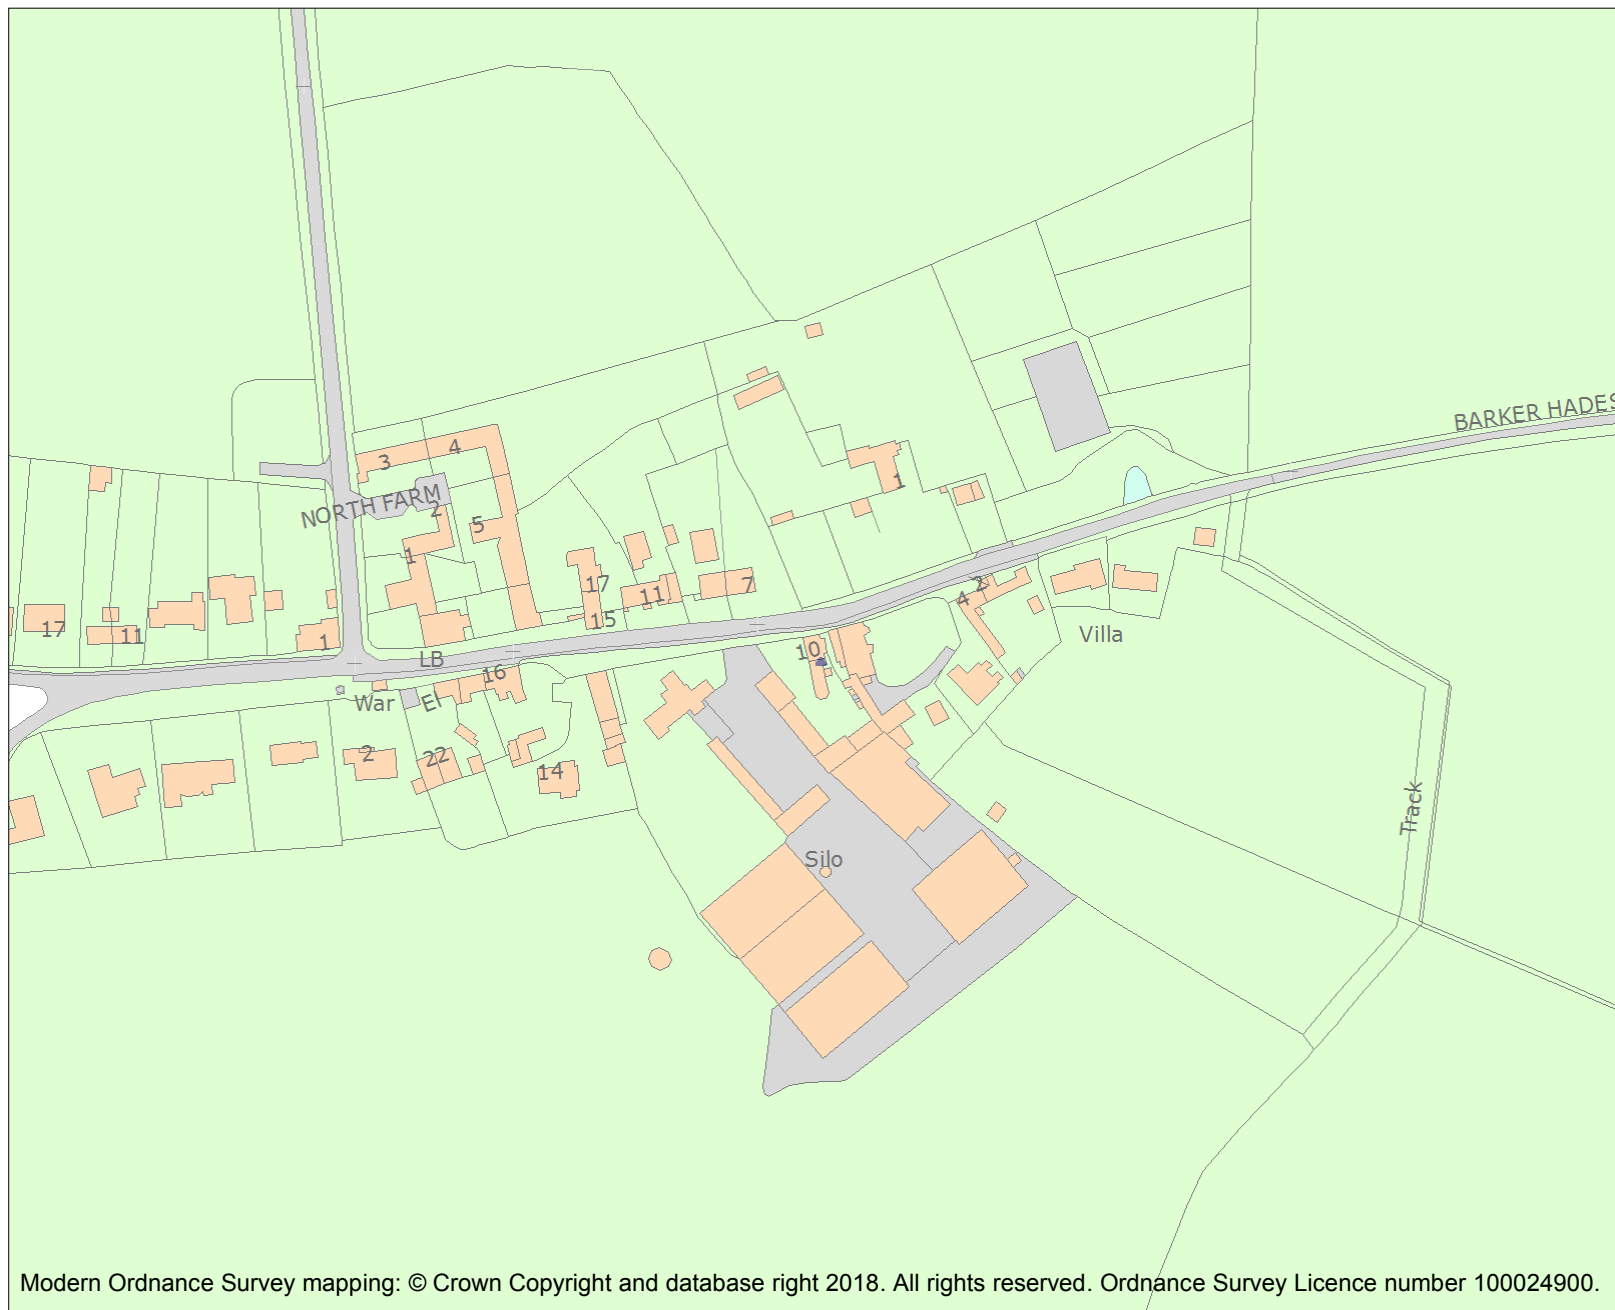 BARKER HADES
3
4
1
NORTH FARM
2
5
17
11
7
2
4
15
17
11
1
Villa
10
LB
16
War
El
2
22
14
Track
Silo
Modern Ordnance Survey mapping: © Crown Copyright and database right 2018. All rights reserved. Ordnance Survey Licence number 100024900.